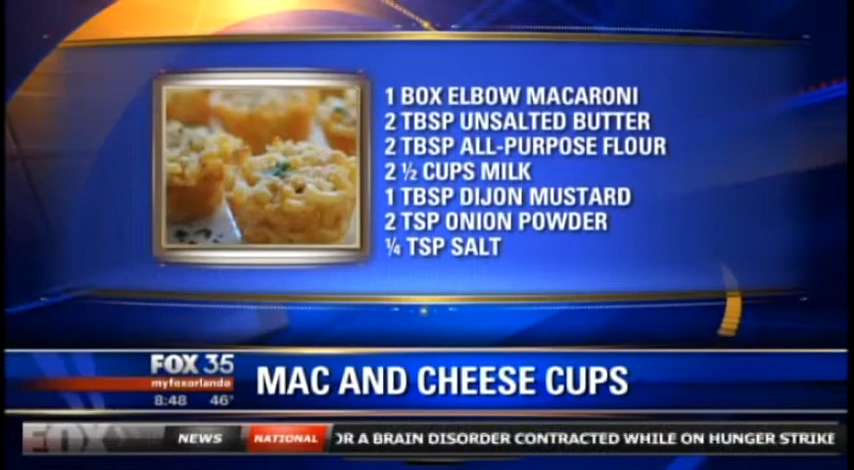 1 BOX ELBOW MACARONI
2 TBSP UNSALTED BUTTER
2 TBSP ALL-PURPOSE FLOUR
2 ½ CUPS MILK
1 TBSP DIJON MUSTARD
2 TSP ONION POWDER
¼ TSP SALT
FOX 35
myfoxorlando
8:48 46°
MAC AND CHEESE CUPS
FOX NEWS NATIONAL OR A BRAIN DISORDER CONTRACTED WHILE ON HUNGER STRIKE